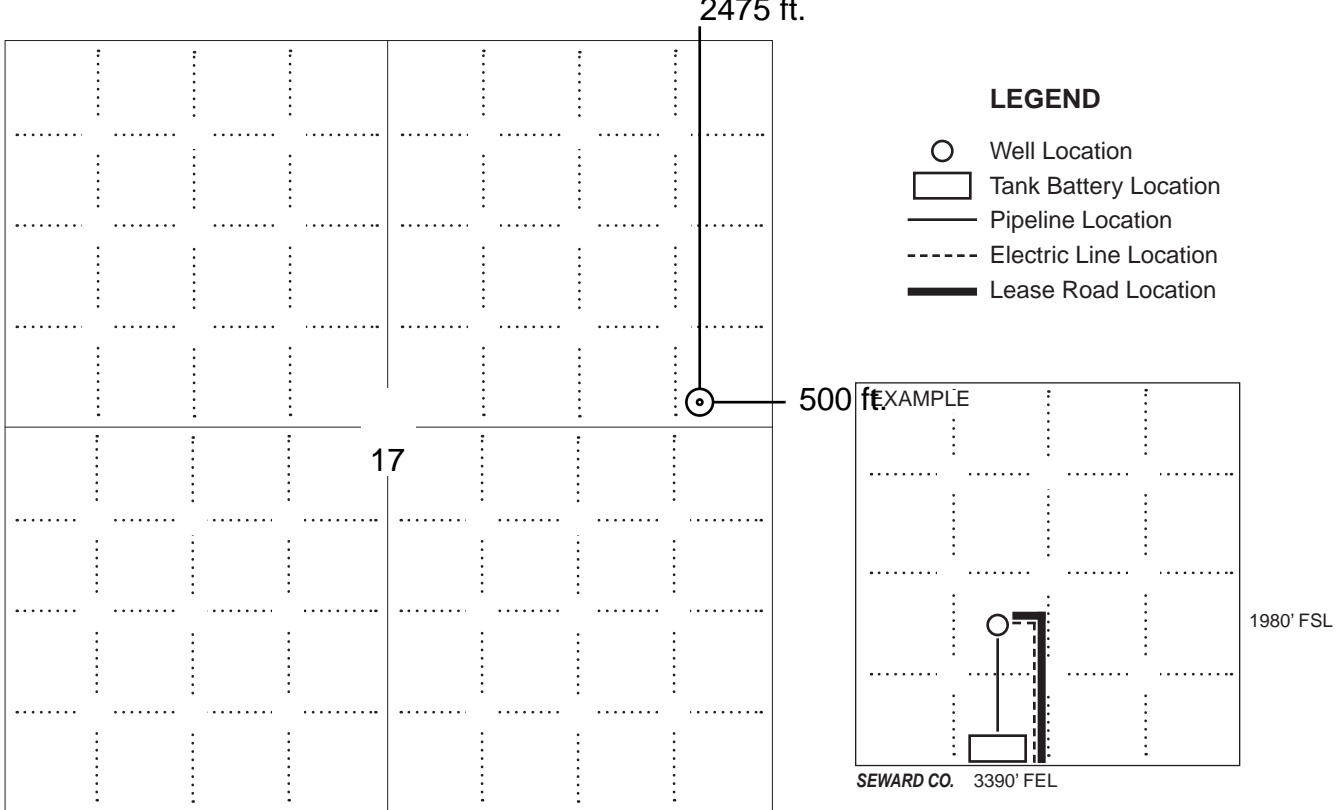 2475 ft.
LEGEND
Well Location
Tank Battery Location
Pipeline Location
Electric Line Location
Lease Road Location
500 ft.
EXAMPLE
17
1980' FSL
SEWARD CO. 3390' FEL